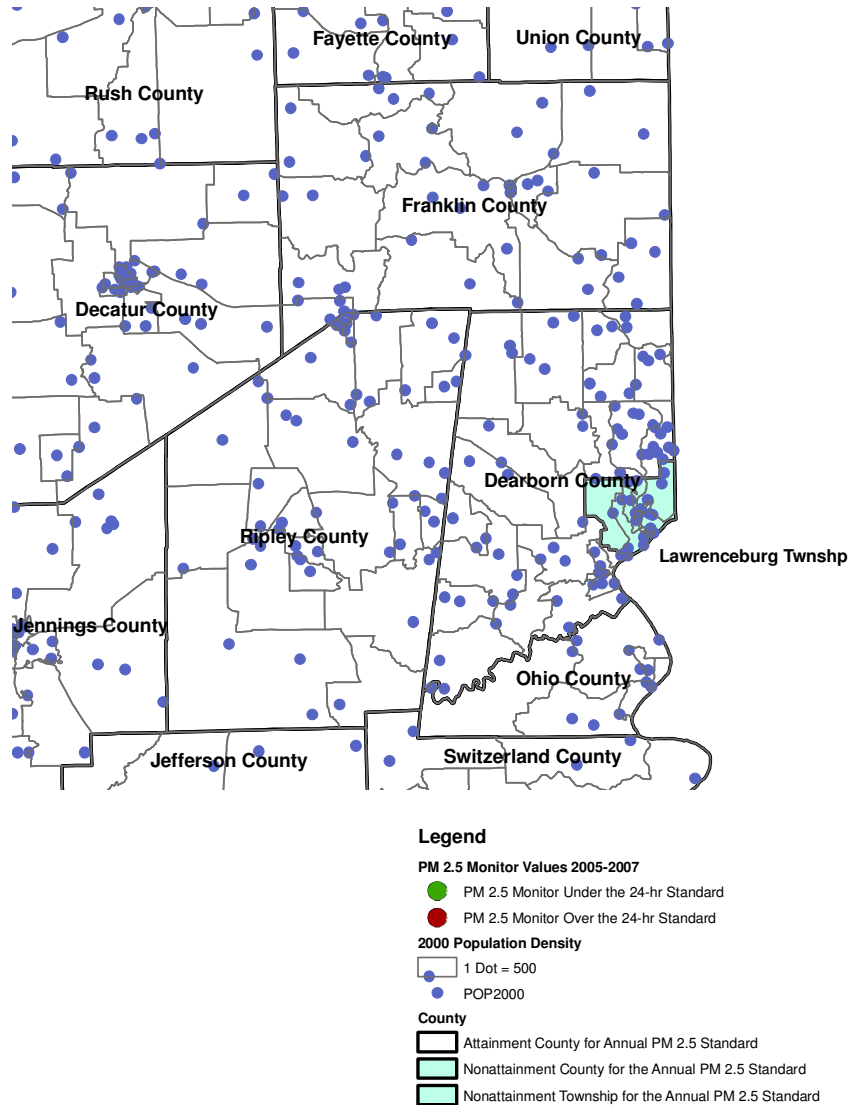 Fayette County
Union County
Rush County
Franklin County
Decatur County
Dearborn County
Ripley County
Lawrenceburg Twnshp
Jennings County
Ohio County
Jefferson County
Switzerland County
Legend
PM 2.5 Monitor Values 2005-2007
PM 2.5 Monitor Under the 24-hr Standard
PM 2.5 Monitor Over the 24-hr Standard
2000 Population Density
1 Dot = 500
POP2000
County
Attainment County for Annual PM 2.5 Standard
Nonattainment County for the Annual PM 2.5 Standard
Nonattainment Township for the Annual PM 2.5 Standard